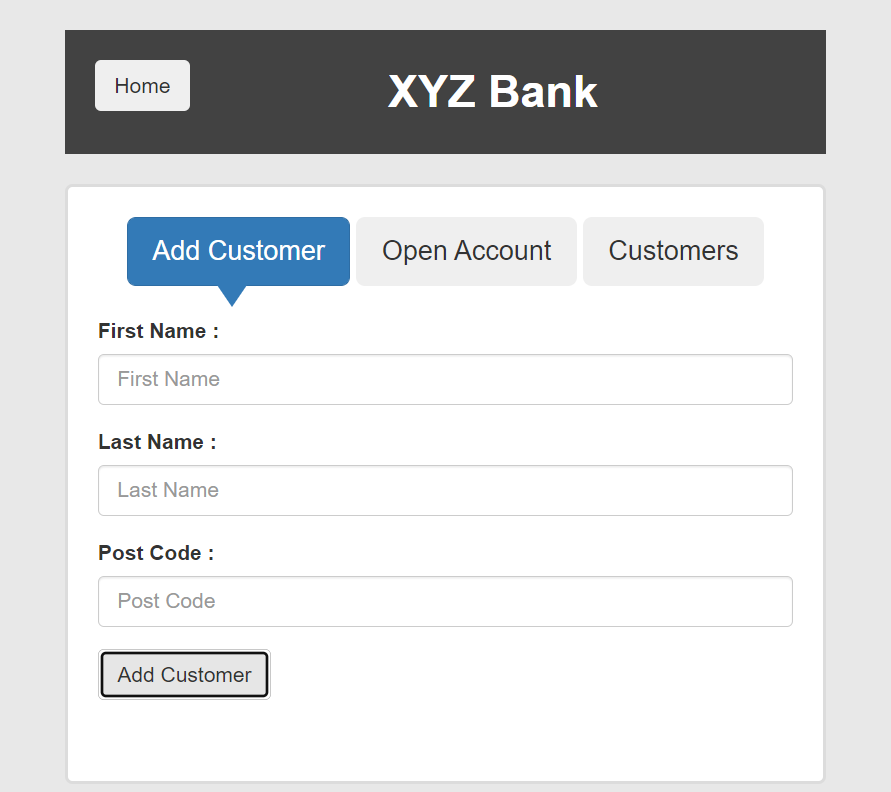 Home
XYZ Bank
Add Customer
Open Account
Customers
First Name :
First Name
Last Name :
Last Name
Post Code :
Post Code
Add Customer